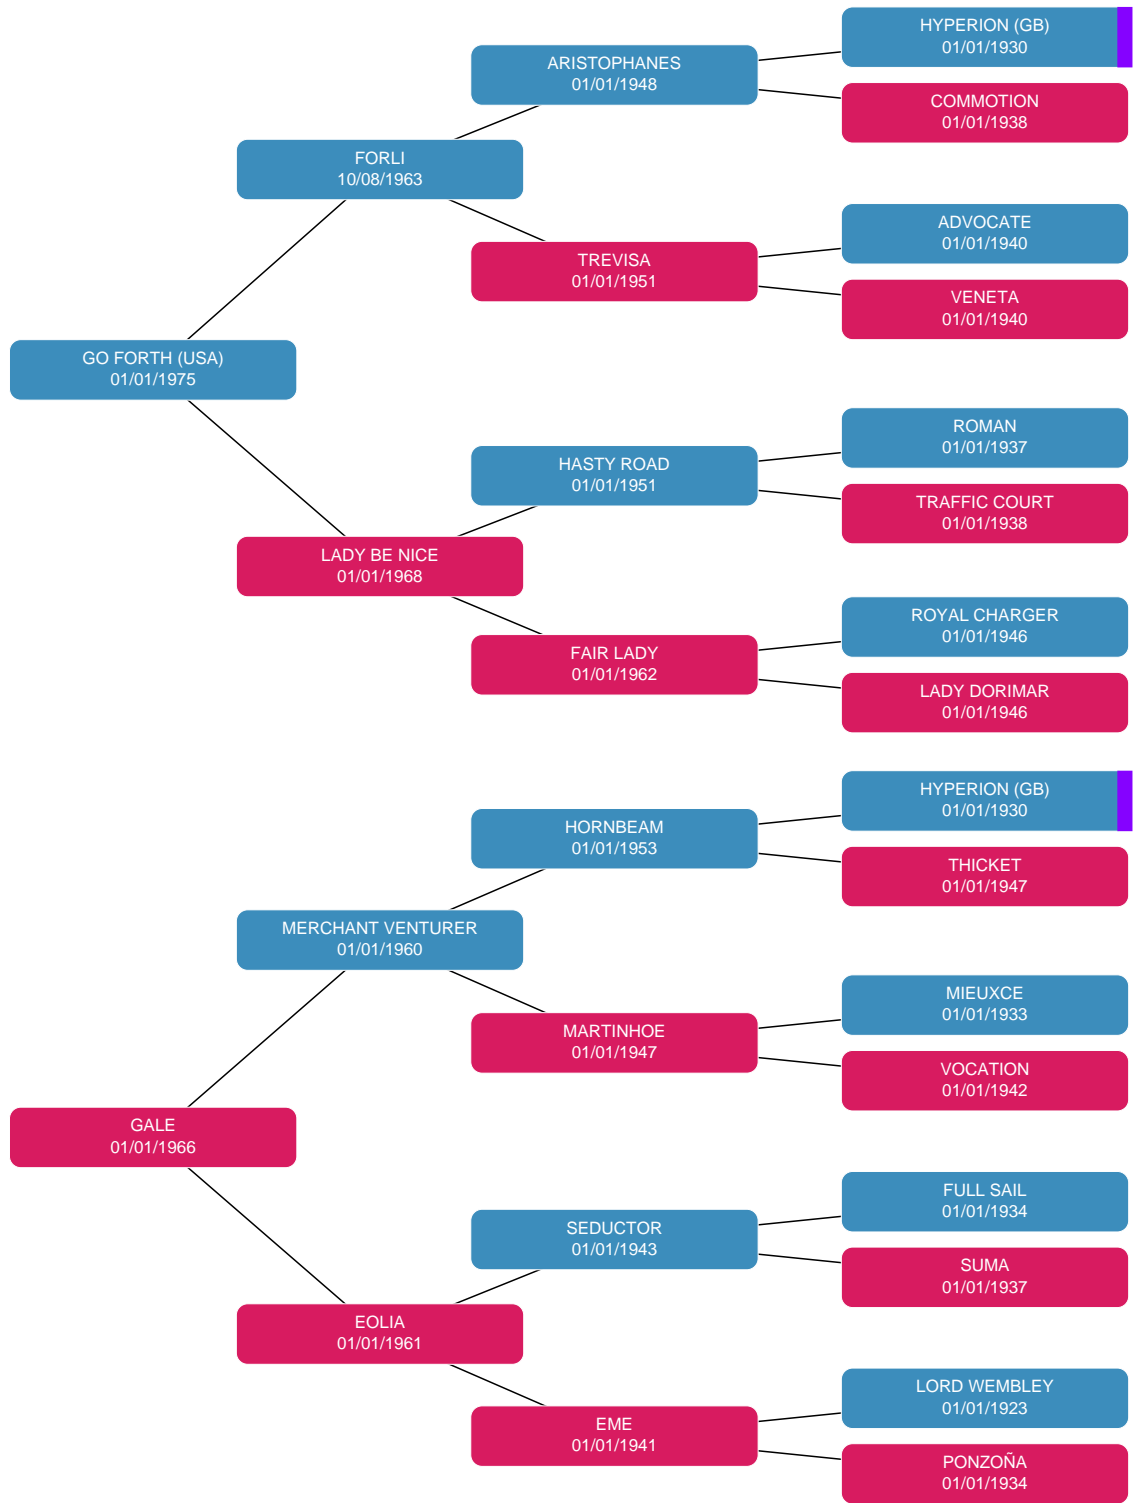 HYPERION (GB)
01/01/1930
ARISTOPHANES
01/01/1948
COMMOTION
01/01/1938
FORLI
10/08/1963
ADVOCATE
01/01/1940
TREVISA
01/01/1951
VENETA
01/01/1940
GO FORTH (USA)
01/01/1975
ROMAN
01/01/1937
HASTY ROAD
01/01/1951
TRAFFIC COURT
01/01/1938
LADY BE NICE
01/01/1968
ROYAL CHARGER
01/01/1946
FAIR LADY
01/01/1962
LADY DORIMAR
01/01/1946
HYPERION (GB)
01/01/1930
HORNBEAM
01/01/1953
THICKET
01/01/1947
MERCHANT VENTURER
01/01/1960
MIEUXCE
01/01/1933
MARTINHOE
01/01/1947
VOCATION
01/01/1942
GALE
01/01/1966
FULL SAIL
01/01/1934
SEDUCTOR
01/01/1943
SUMA
01/01/1937
EOLIA
01/01/1961
LORD WEMBLEY
01/01/1923
EME
01/01/1941
PONZOÑA
01/01/1934